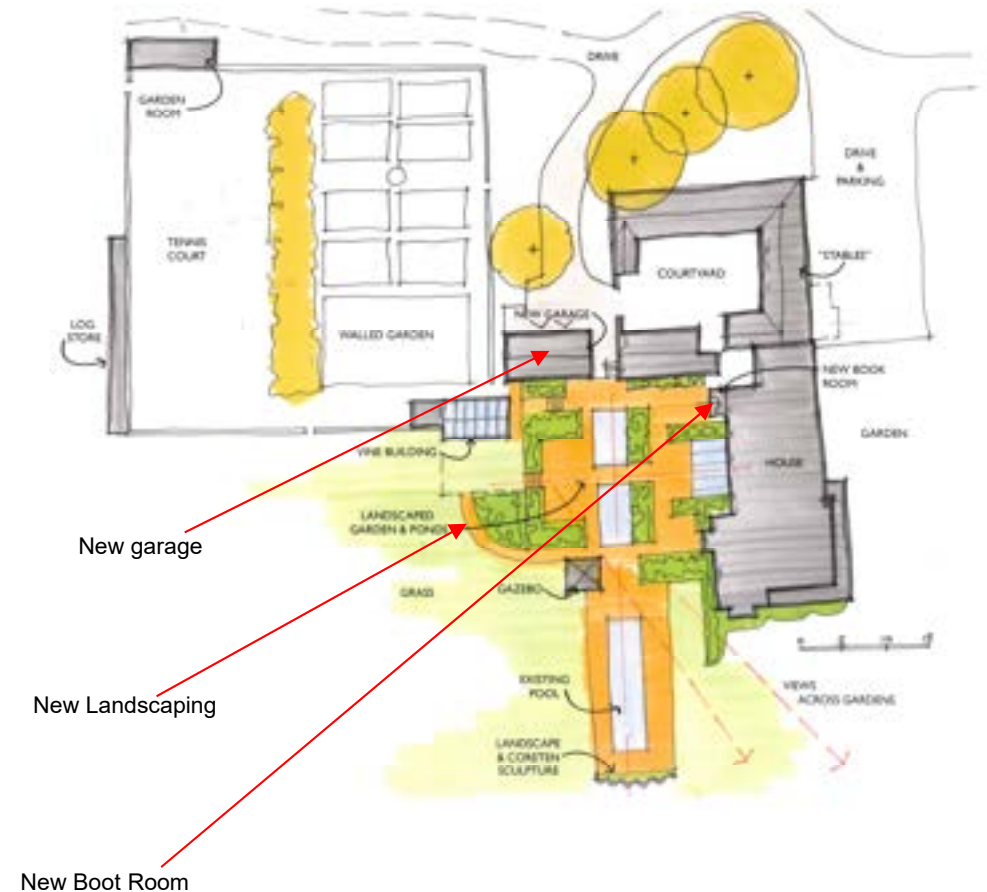 DRIVE
GARDEN
ROOM
DRIVE
&
PARKING
TENNIS
COURT
"STABLES"
COURTYARD
NEW GARAGE
LOG
STORE
WALLED GARDEN
NEW BOOK
ROOM
GARDEN
VINE BUILDING
HOUSE
LANDSCAPED
GARDEN & PONDS
New garage
GRASS
GAZEBO
EXISTING
POOL
VIEWS
ACROSS GARDENS
New Landscaping
LANDSCAPE
& CORETEN
SCULPTURE
New Boot Room